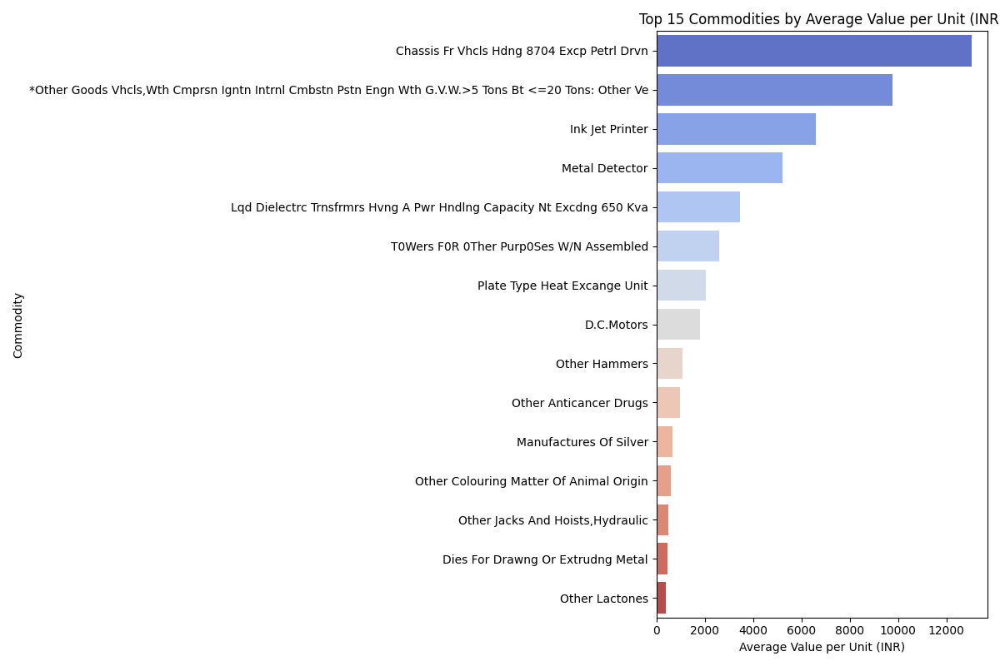 Top 15 Commodities by Average Value per Unit (INR
Chassis Fr Vhcls Hdng 8704 Excp Petrl Drvn
*Other Goods Vhcls,Wth Cmprsn Igntn Intrnl Cmbstn Pstn Engn Wth G.V.W.>5 Tons Bt <=20 Tons: Other Ve
Ink Jet Printer
Metal Detector
Lqd Dielectrc Trnsfrmrs Hvng A Pwr Hndlng Capacity Nt Excdng 650 Kva
T0Wers F0R 0Ther Purp0Ses W/N Assembled
Plate Type Heat Excange Unit
D.C.Motors
Other Hammers
Other Anticancer Drugs
Manufactures Of Silver
Other Colouring Matter Of Animal Origin
Other Jacks And Hoists,Hydraulic
Dies For Drawng Or Extrudng Metal
Other Lactones
Commodity
0 2000 4000 6000 8000 10000 12000
Average Value per Unit (INR)